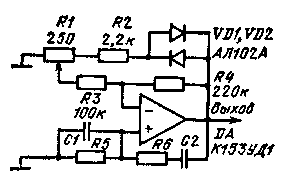 R1
250
R2
2,2к
VD1,VD2
АЛ102А
R3
100к
R4
220к
Выход
DA
К153УД1
C1
R5
R6
C2